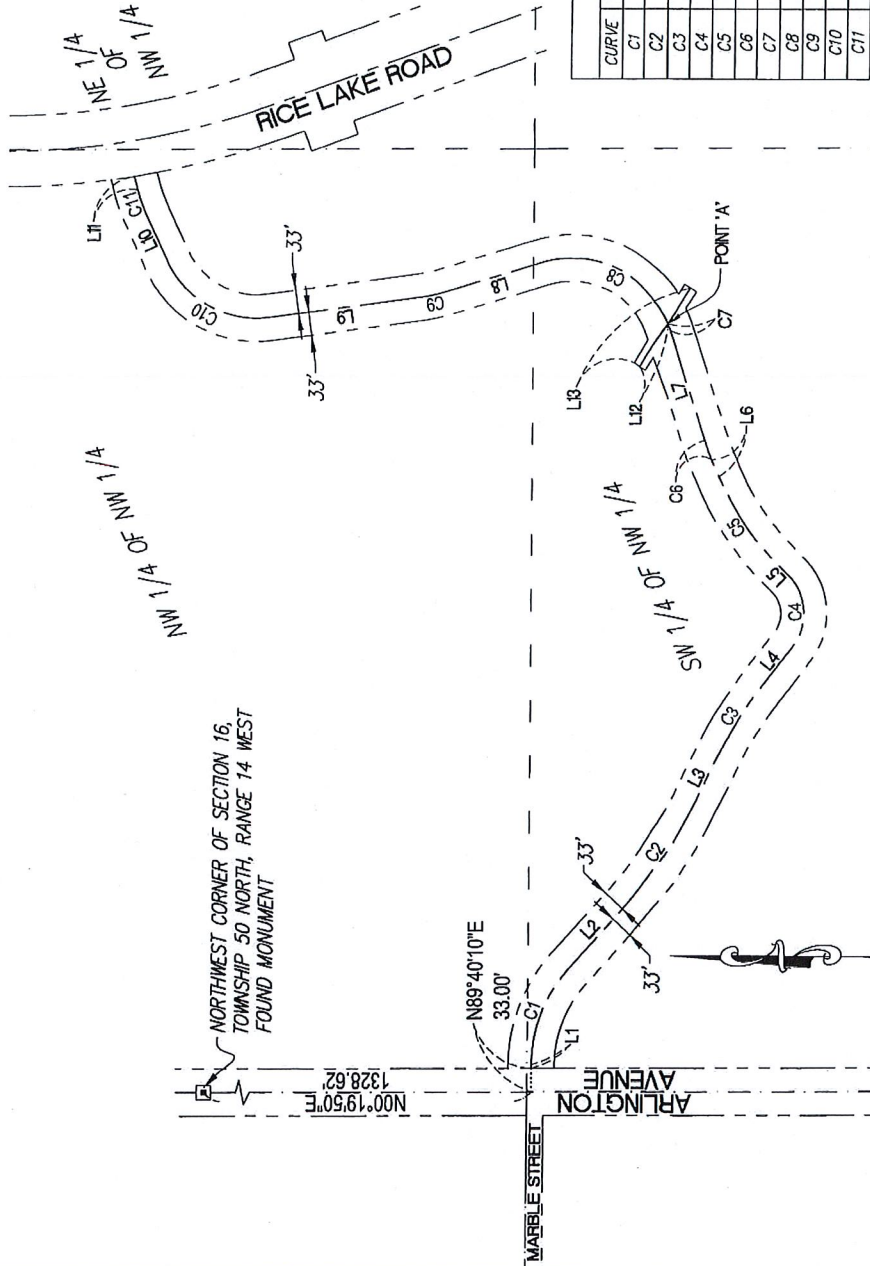 NE 1/4
OF
NW 1/4
RICE LAKE ROAD
L11
C11
L10
C10
33'
33'
L9
C9
L8
C8
NW 1/4 OF NW 1/4
NORTHWEST CORNER OF SECTION 16,
TOWNSHIP 50 NORTH, RANGE 14 WEST
FOUND MONUMENT
N00°19'50"E
1328.62'
N89°40'10"E
33.00'
MARBLE STREET
ARLINGTON
AVENUE
L1
C1
L2
33'
33'
C2
L3
C3
L4
C4
L5
C5
L6
C6
L7
C7
L12
L13
POINT 'A'
SW 1/4 OF NW 1/4
CURVE
C1
C2
C3
C4
C5
C6
C7
C8
C9
C10
C11